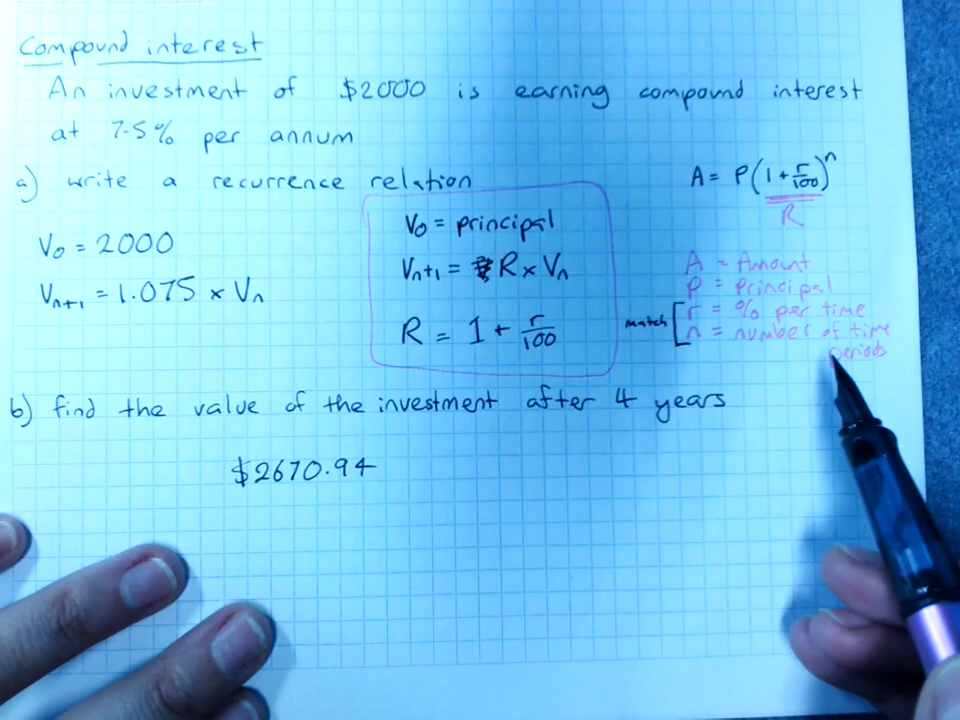 Compound interest
An investment of $2000 is earning compound interest
at 7.5% per annum
a) write a recurrence relation
A = P(1 + r/100)^n
R
V₀ = 2000
Vₙ₊₁ = 1.075 × Vₙ
V₀ = principal
Vₙ₊₁ = R × Vₙ
R = 1 + r/100
A = Amount
P = Principal
match [ r = % per time
n = number of time
periods
b) find the value of the investment after 4 years
$2670.94